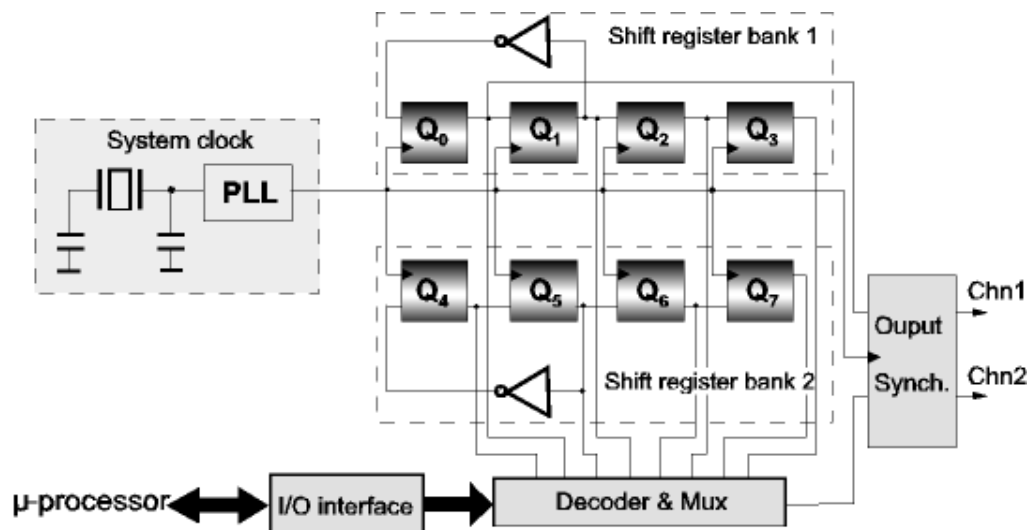 Shift register bank 1
Q0
Q1
Q2
Q3
System clock
PLL
Q4
Q5
Q6
Q7
Chn1
Ouput
Synch.
Chn2
Shift register bank 2
µ-processor
I/O interface
Decoder & Mux